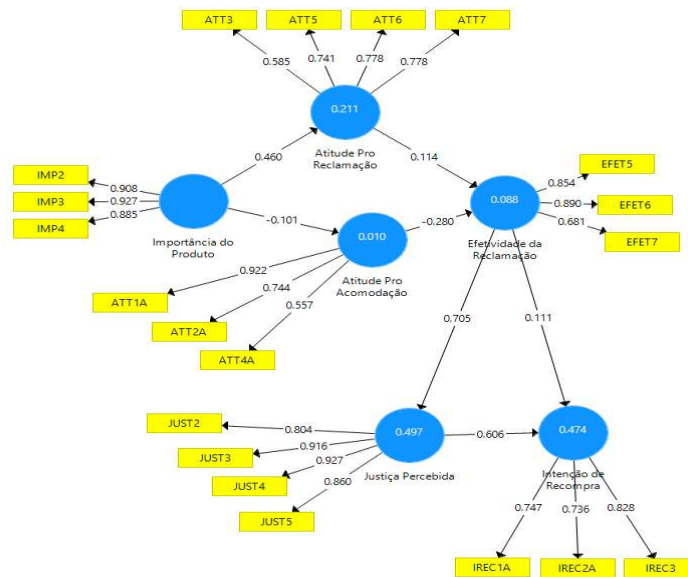 ATT3
ATT5
ATT6
ATT7
0.585
0.741
0.778
0.778
0.211
Atitude Pro
Reclamação
0.460
0.114
IMP2
IMP3
IMP4
0.908
0.927
0.885
Importância do
Produto
-0.101
0.010
Atitude Pro
Acomodação
-0.280
0.088
Efetividade da
Reclamação
0.854
0.890
0.681
EFET5
EFET6
EFET7
0.922
0.744
0.557
ATT1A
ATT2A
ATT4A
0.705
0.111
JUST2
JUST3
JUST4
JUST5
0.804
0.916
0.927
0.860
0.497
Justiça Percebida
0.606
0.474
Intenção de
Recompra
0.747
0.736
0.828
IREC1A
IREC2A
IREC3